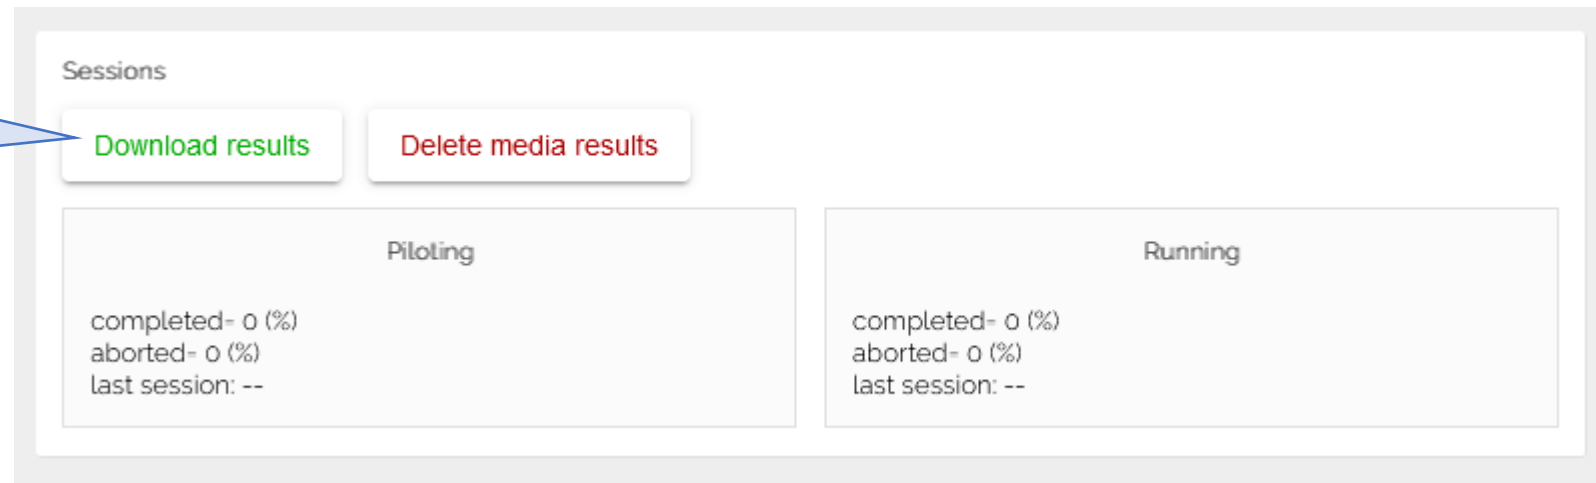 Sessions
Download results
Delete media results
Piloting
completed- 0 (%)
aborted- 0 (%)
last session: --
Running
completed- 0 (%)
aborted- 0 (%)
last session: --